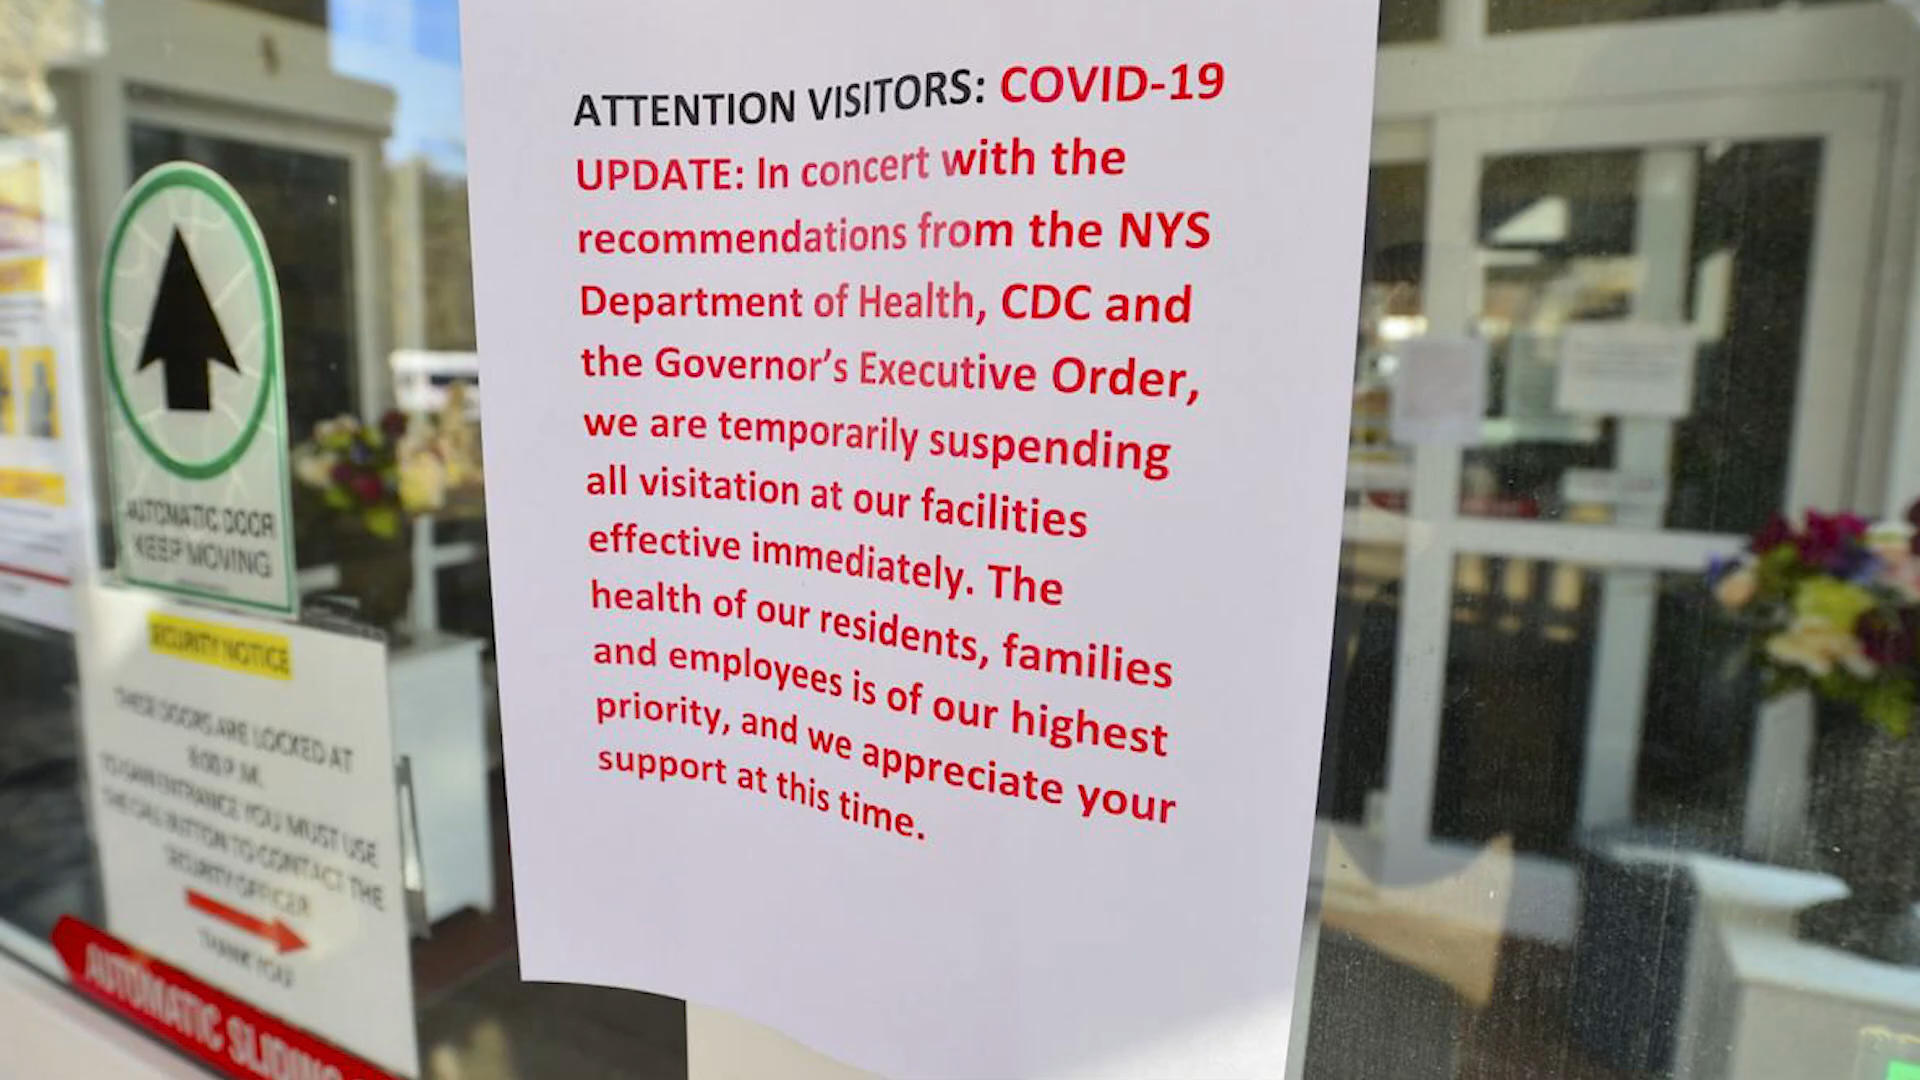 ATTENTION VISITORS: COVID-19
UPDATE: In concert with the
recommendations from the NYS
Department of Health, CDC and
the Governor's Executive Order,
we are temporarily suspending
all visitation at our facilities
effective immediately. The
health of our residents, families
and employees is of our highest
priority, and we appreciate your
support at this time.
AUTOMATIC DOOR
KEEP MOVING
SECURITY NOTICE
THESE DOORS ARE LOCKED AT
8:00 P.M.
TO GAIN ENTRANCE YOU MUST USE
THE CALL BUTTON TO CONTACT THE
SECURITY OFFICER
THANK YOU
AUTOMATIC SLIDING